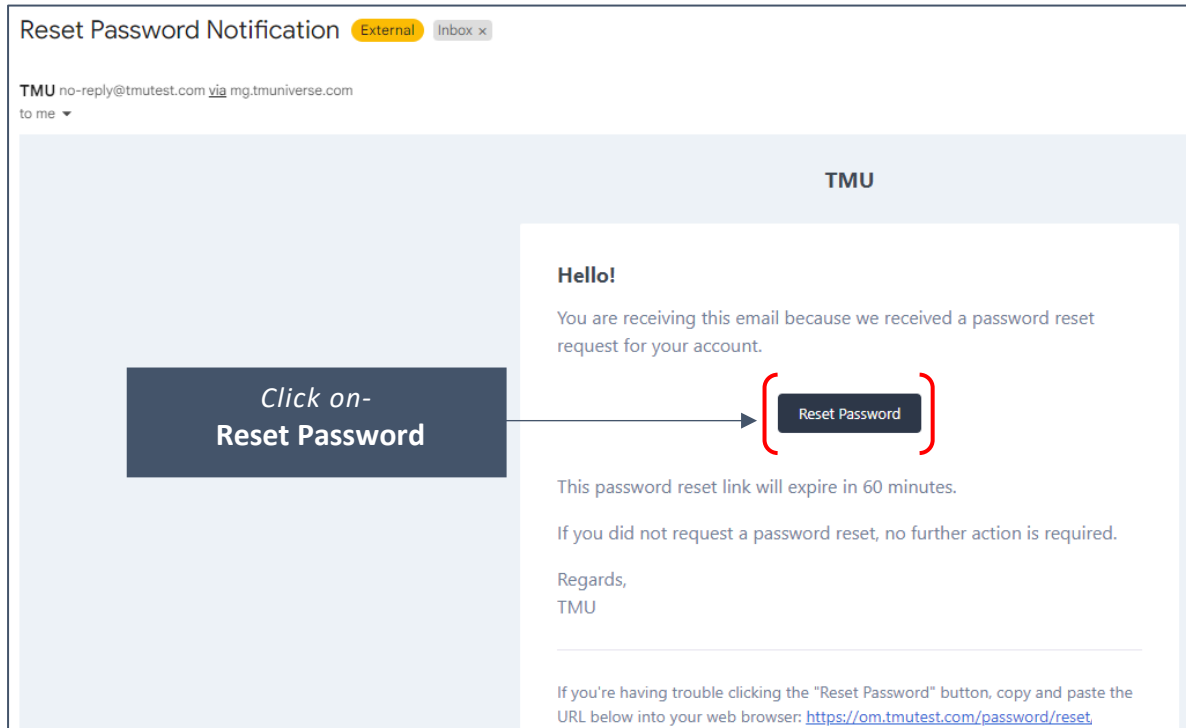 Reset Password Notification External Inbox x
TMU no-reply@tmutest.com via mg.tmuniverse.com
to me
TMU
Hello!
You are receiving this email because we received a password reset
request for your account.
Click on-
Reset Password
Reset Password
This password reset link will expire in 60 minutes.
If you did not request a password reset, no further action is required.
Regards,
TMU
If you're having trouble clicking the "Reset Password" button, copy and paste the
URL below into your web browser: https://om.tmutest.com/password/reset